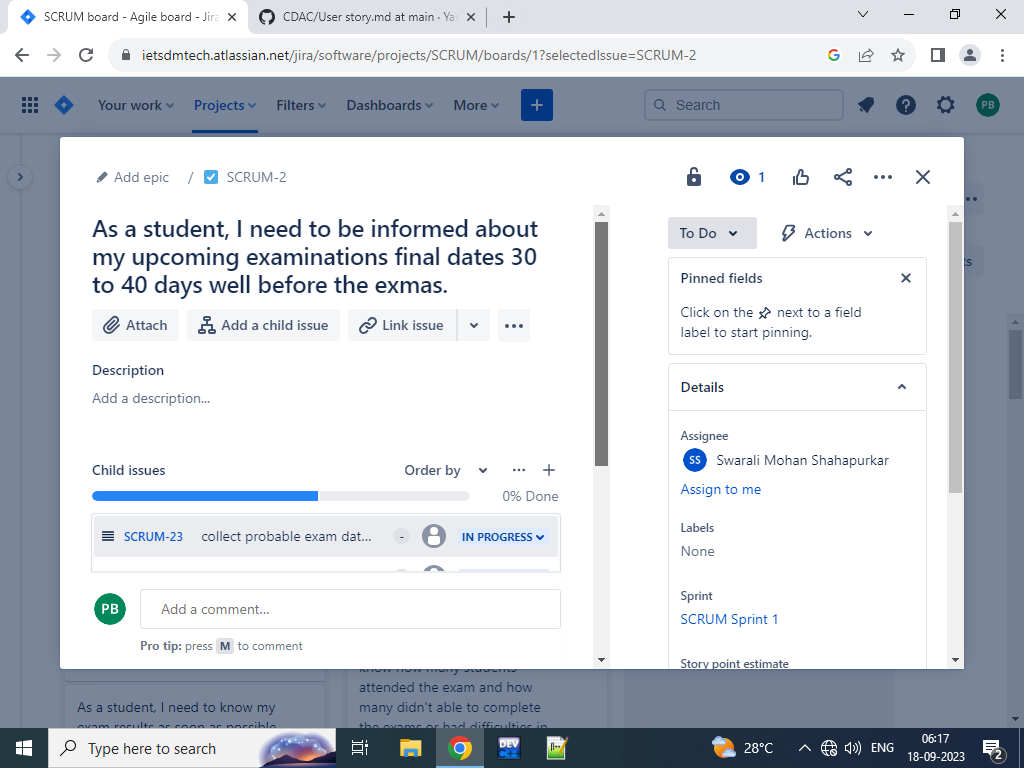 SCRUM board - Agile board - Jira
CDAC/User story.md at main · Yas
ietsdmtech.atlassian.net/jira/software/projects/SCRUM/boards/1?selectedIssue=SCRUM-2
Your work
Projects
Filters
Dashboards
More
Search
PB
Add epic
/
SCRUM-2
1
As a student, I need to be informed about
my upcoming examinations final dates 30
to 40 days well before the exmas.
Attach
Add a child issue
Link issue
Description
Add a description...
Child issues
Order by
0% Done
SCRUM-23
collect probable exam dat...
-
IN PROGRESS
PB
Add a comment...
Pro tip: press M to comment
To Do
Actions
Pinned fields
Click on the next to a field
label to start pinning.
Details
Assignee
SS
Swarali Mohan Shahapurkar
Assign to me
Labels
None
Sprint
SCRUM Sprint 1
Story point estimate
As a student, I need to know my
exam results as soon as possible
know how many students
attended the exam and how
many didn't able to complete
the exams or had difficulties in
Type here to search
DEV
28°C
ENG
06:17
18-09-2023
2